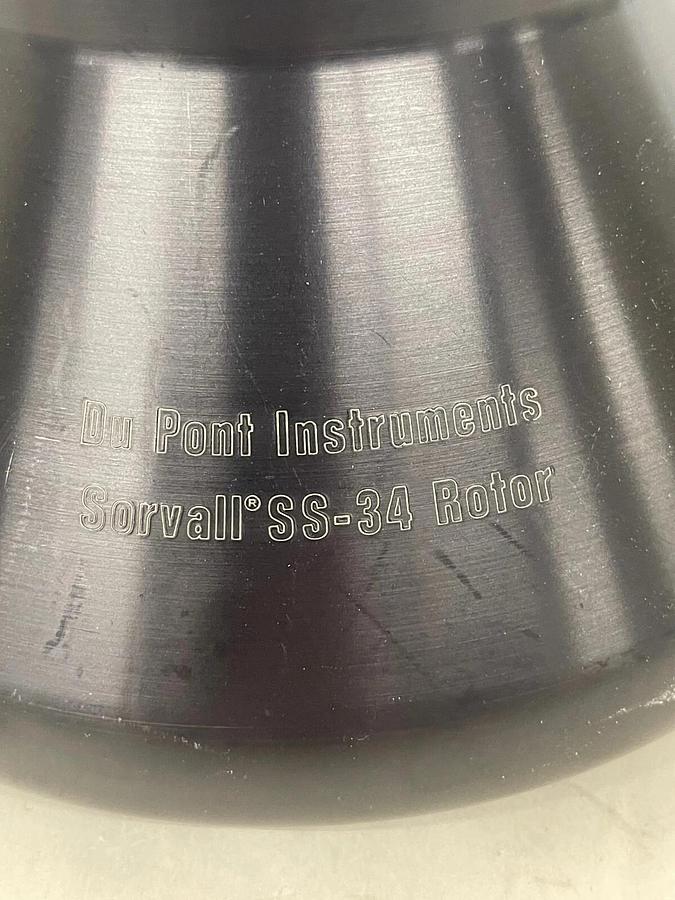 Du Pont Instruments
Sorvall® SS-34 Rotor